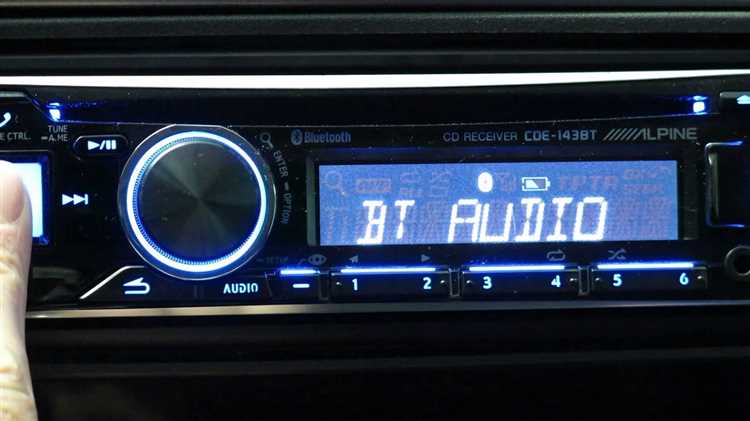 E CTRL.
TUNE
A.ME
ENTER
OPTION
Bluetooth
CD RECEIVER CDE-143BT ALPINE
BT AUDIO
SETUP
AUDIO
1 2 3 4 5 6